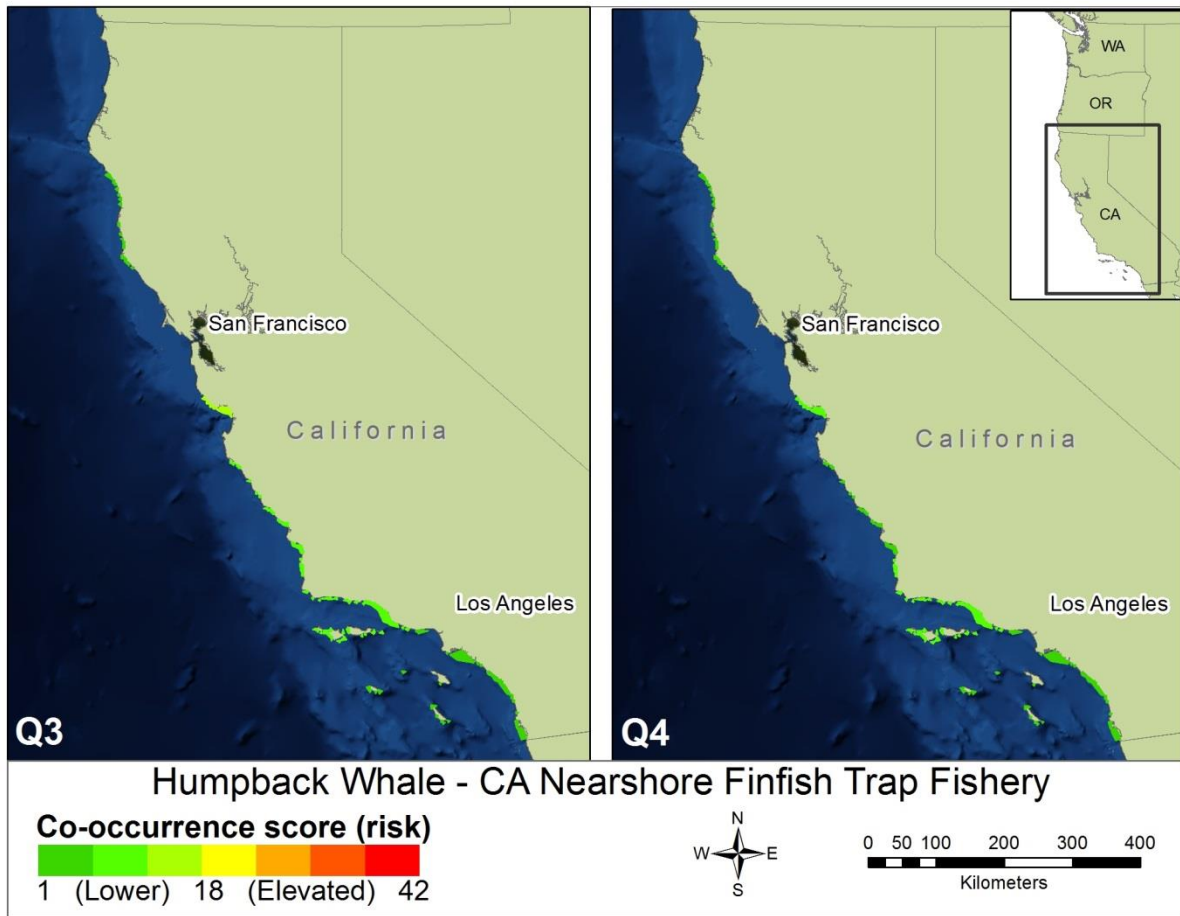 WA
OR
CA
San Francisco
California
Los Angeles
Q3
San Francisco
California
Los Angeles
Q4
Humpback Whale - CA Nearshore Finfish Trap Fishery
Co-occurrence score (risk)
1 (Lower) 18 (Elevated) 42
N
W E
S
0 50 100 200 300 400
Kilometers